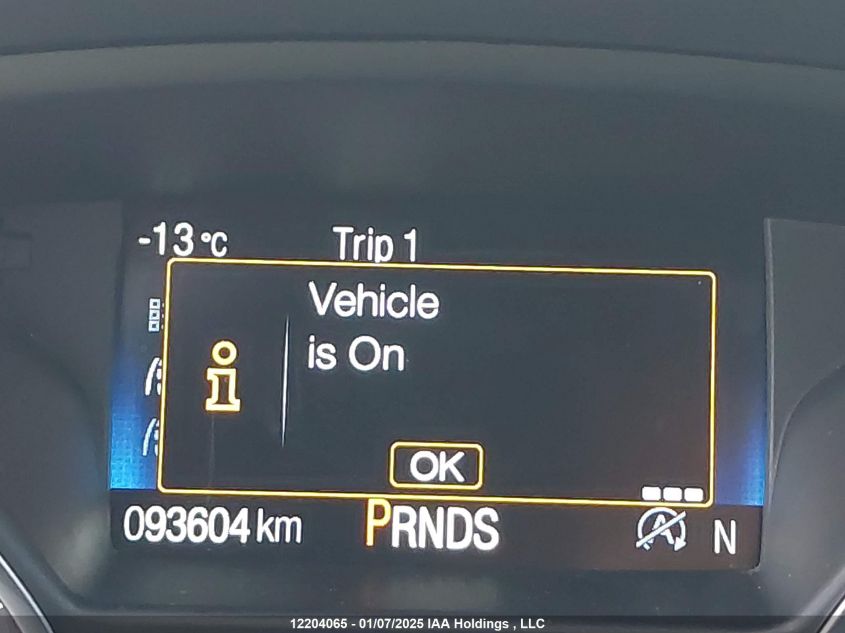 -13°C Trip 1
Vehicle
is On
OK
093604 km PRNDS N
12204065 - 01/07/2025 IAA Holdings , LLC